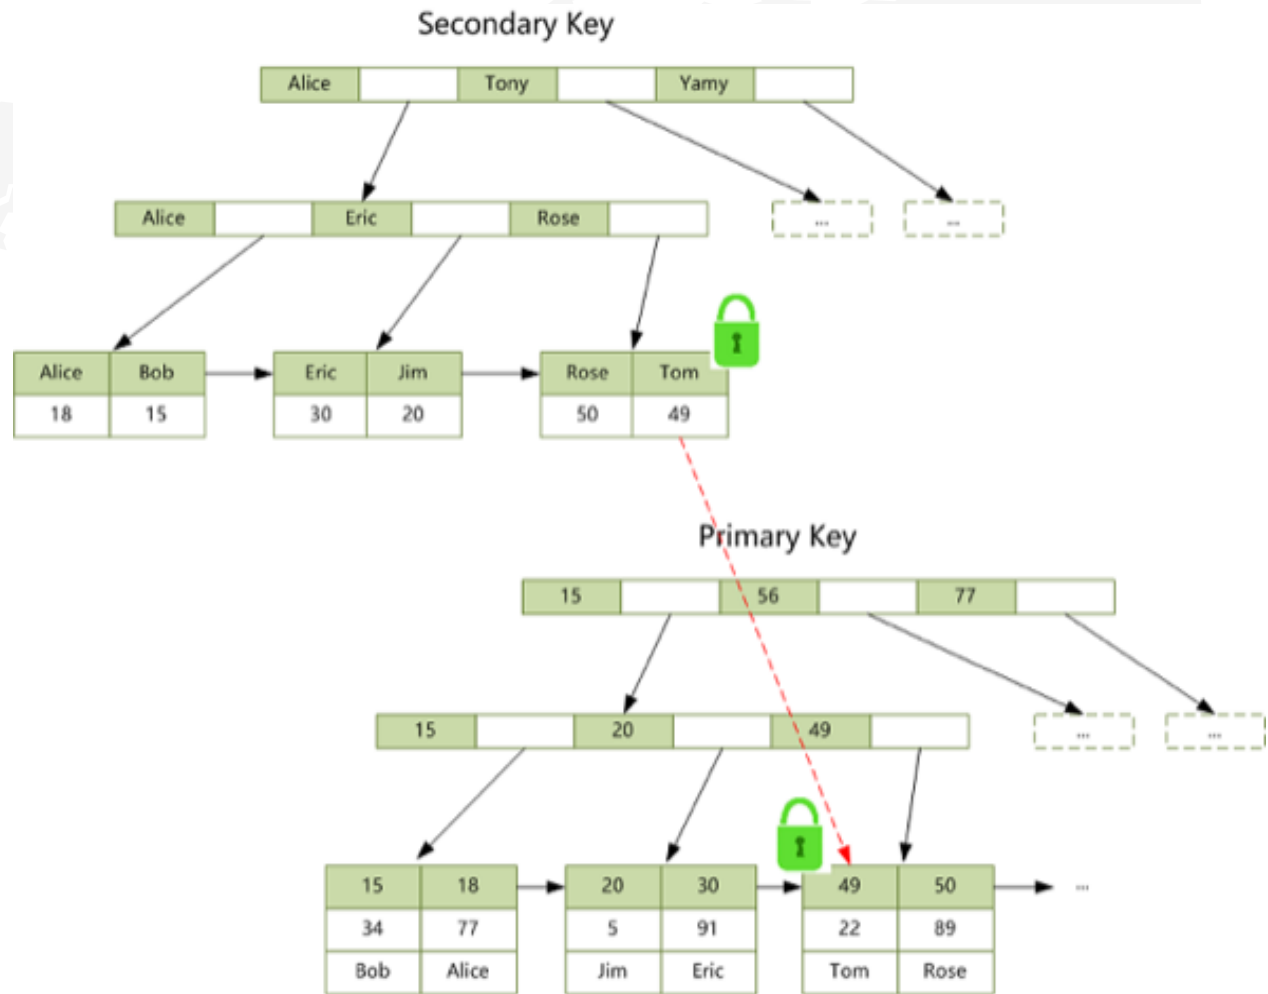 Secondary Key
Alice Tony Yamy
Alice Eric Rose ... ...
Alice Bob Eric Jim Rose Tom
18 15 30 20 50 49
Primary Key
15 56 77
15 20 49 ... ...
15 18 20 30 49 50 ...
34 77 5 91 22 89
Bob Alice Jim Eric Tom Rose